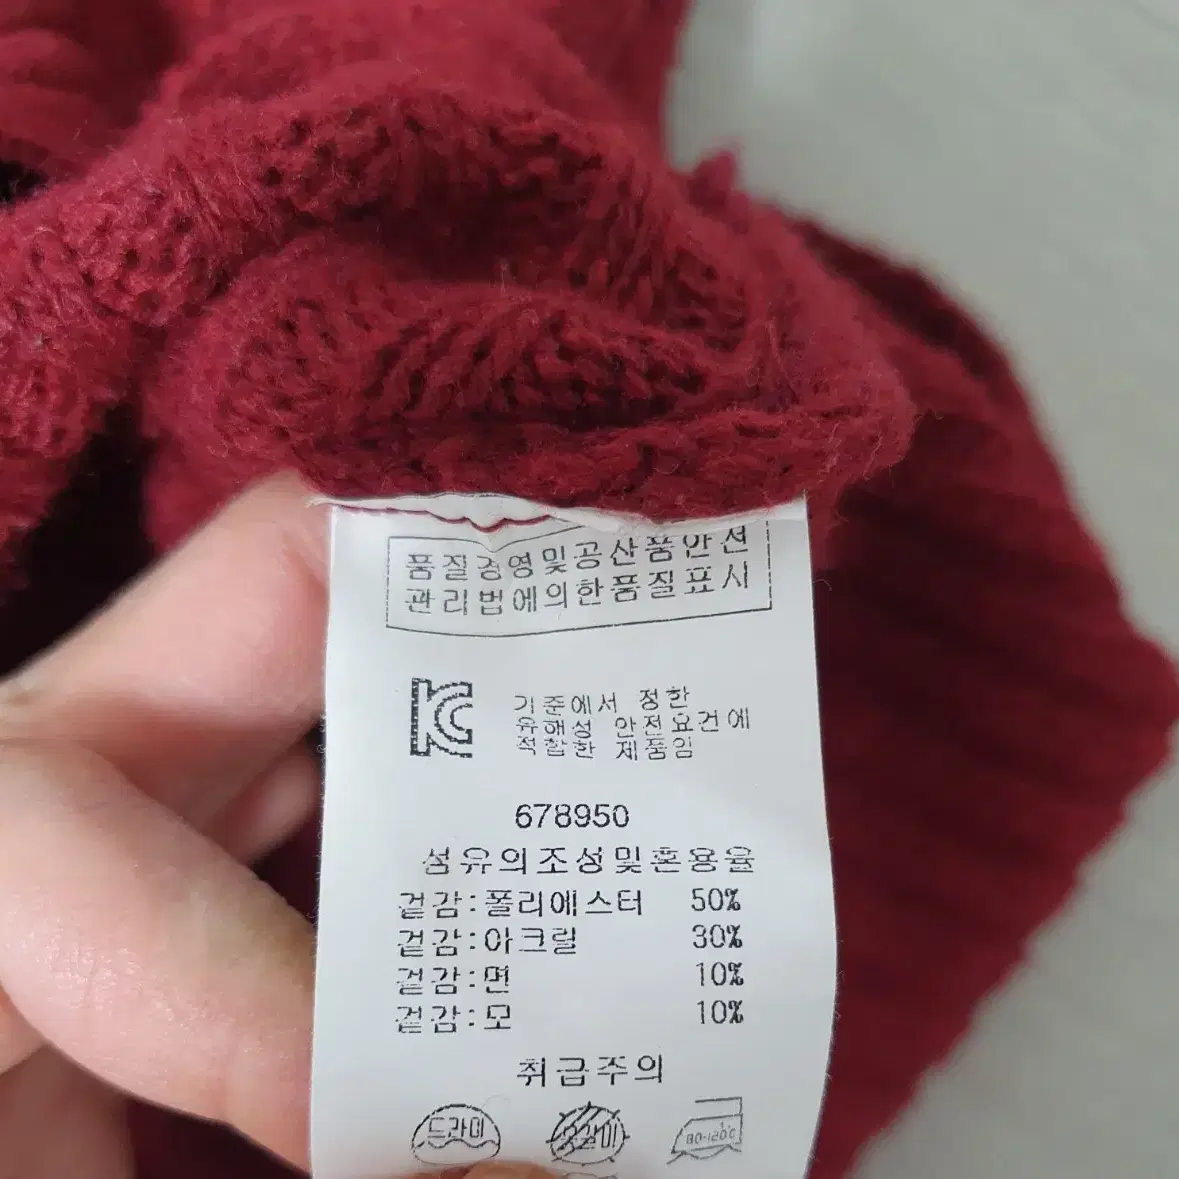 품질경영및공산품안전
관리법에의한품질표시
KC
기준에서 정한
유해성 안전요건에
적합한 제품임
678950
섬유의조성및혼용율
겉감:폴리에스터 50%
겉감:아크릴 30%
겉감:면 10%
겉감:모 10%
취급주의
드라이
80-120℃